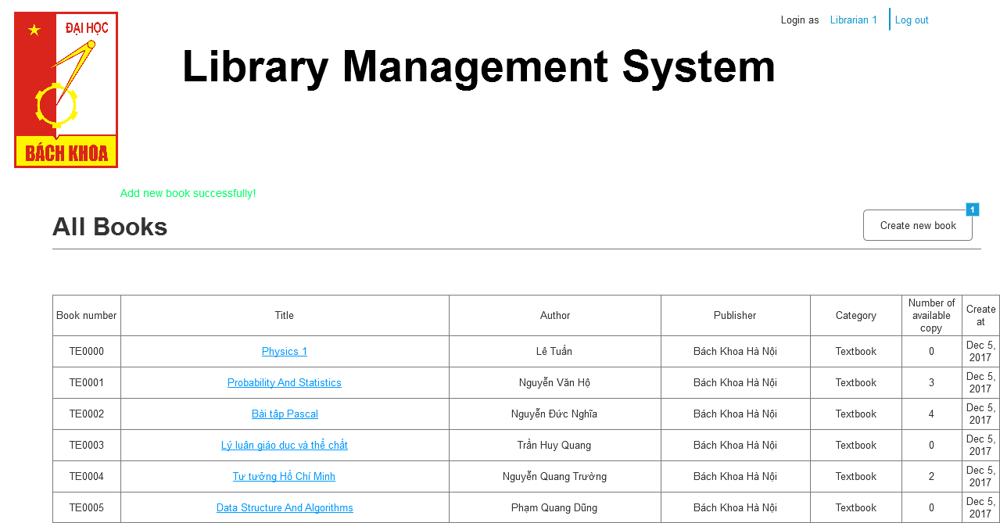 ĐẠI HỌC
BÁCH KHOA
Login as Librarian 1 Log out
Library Management System
Add new book successfully!
All Books
1
Create new book
Book number Title Author Publisher Category Number of available copy Create at
TE0000 Physics 1 Lê Tuấn Bách Khoa Hà Nội Textbook 0 Dec 5, 2017
TE0001 Probability And Statistics Nguyễn Văn Hộ Bách Khoa Hà Nội Textbook 3 Dec 5, 2017
TE0002 Bài tâp Pascal Nguyễn Đức Nghĩa Bách Khoa Hà Nội Textbook 4 Dec 5, 2017
TE0003 Lý luân giáo duc và thể chất Trần Huy Quang Bách Khoa Hà Nội Textbook 0 Dec 5, 2017
TE0004 Tư tưởng Hồ Chí Minh Nguyễn Quang Trường Bách Khoa Hà Nội Textbook 2 Dec 5, 2017
TE0005 Data Structure And Algorithms Phạm Quang Dũng Bách Khoa Hà Nội Textbook 0 Dec 5, 2017